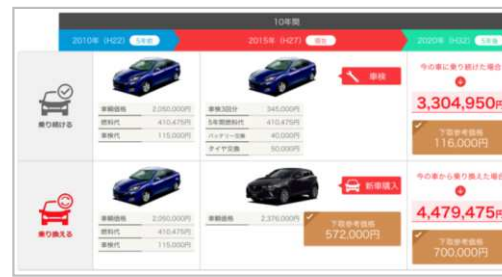 10年間
2010年 (H22) 5年前
2015年 (H27) 現在
2020年 (H32) 5年後
乗り続ける
車輌価格 2,050,000円
燃料代 410,475円
車検代 115,000円
車検3回分 345,000円
5年間燃料代 410,475円
バッテリー交換 40,000円
タイヤ交換 50,000円
車検
今の車に乗り続けた場合
3,304,950円
下取参考価格
116,000円
乗り換える
車輌価格 2,050,000円
燃料代 410,475円
車検代 115,000円
車輌価格 2,376,000円
新車購入
下取参考価格
572,000円
今の車から乗り換えた場合
4,479,475円
下取参考価格
700,000円